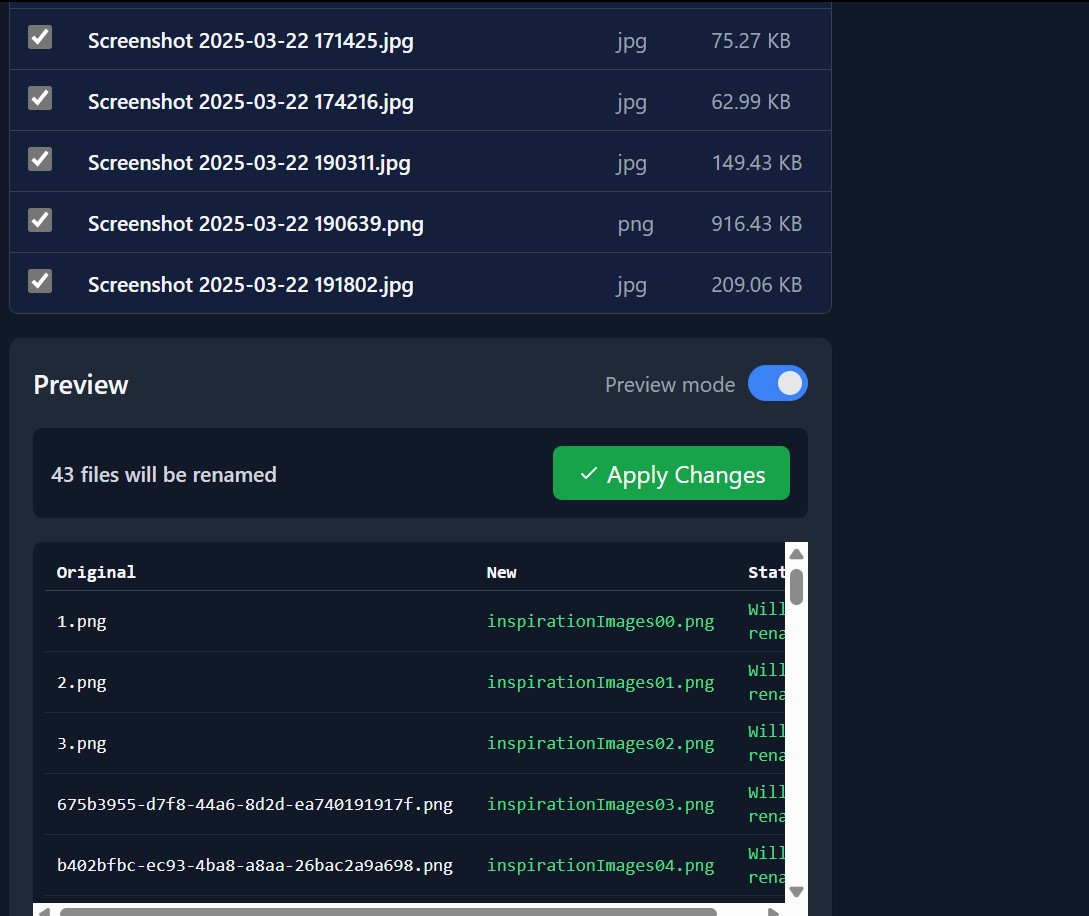 Screenshot 2025-03-22 171425.jpg jpg 75.27 KB
Screenshot 2025-03-22 174216.jpg jpg 62.99 KB
Screenshot 2025-03-22 190311.jpg jpg 149.43 KB
Screenshot 2025-03-22 190639.png png 916.43 KB
Screenshot 2025-03-22 191802.jpg jpg 209.06 KB
Preview Preview mode
43 files will be renamed Apply Changes
Original New Stat
1.png inspirationImages00.png Will
rena
2.png inspirationImages01.png Will
rena
3.png inspirationImages02.png Will
rena
675b3955-d7f8-44a6-8d2d-ea740191917f.png inspirationImages03.png Will
rena
b402bfbc-ec93-4ba8-a8aa-26bac2a9a698.png inspirationImages04.png Will
rena